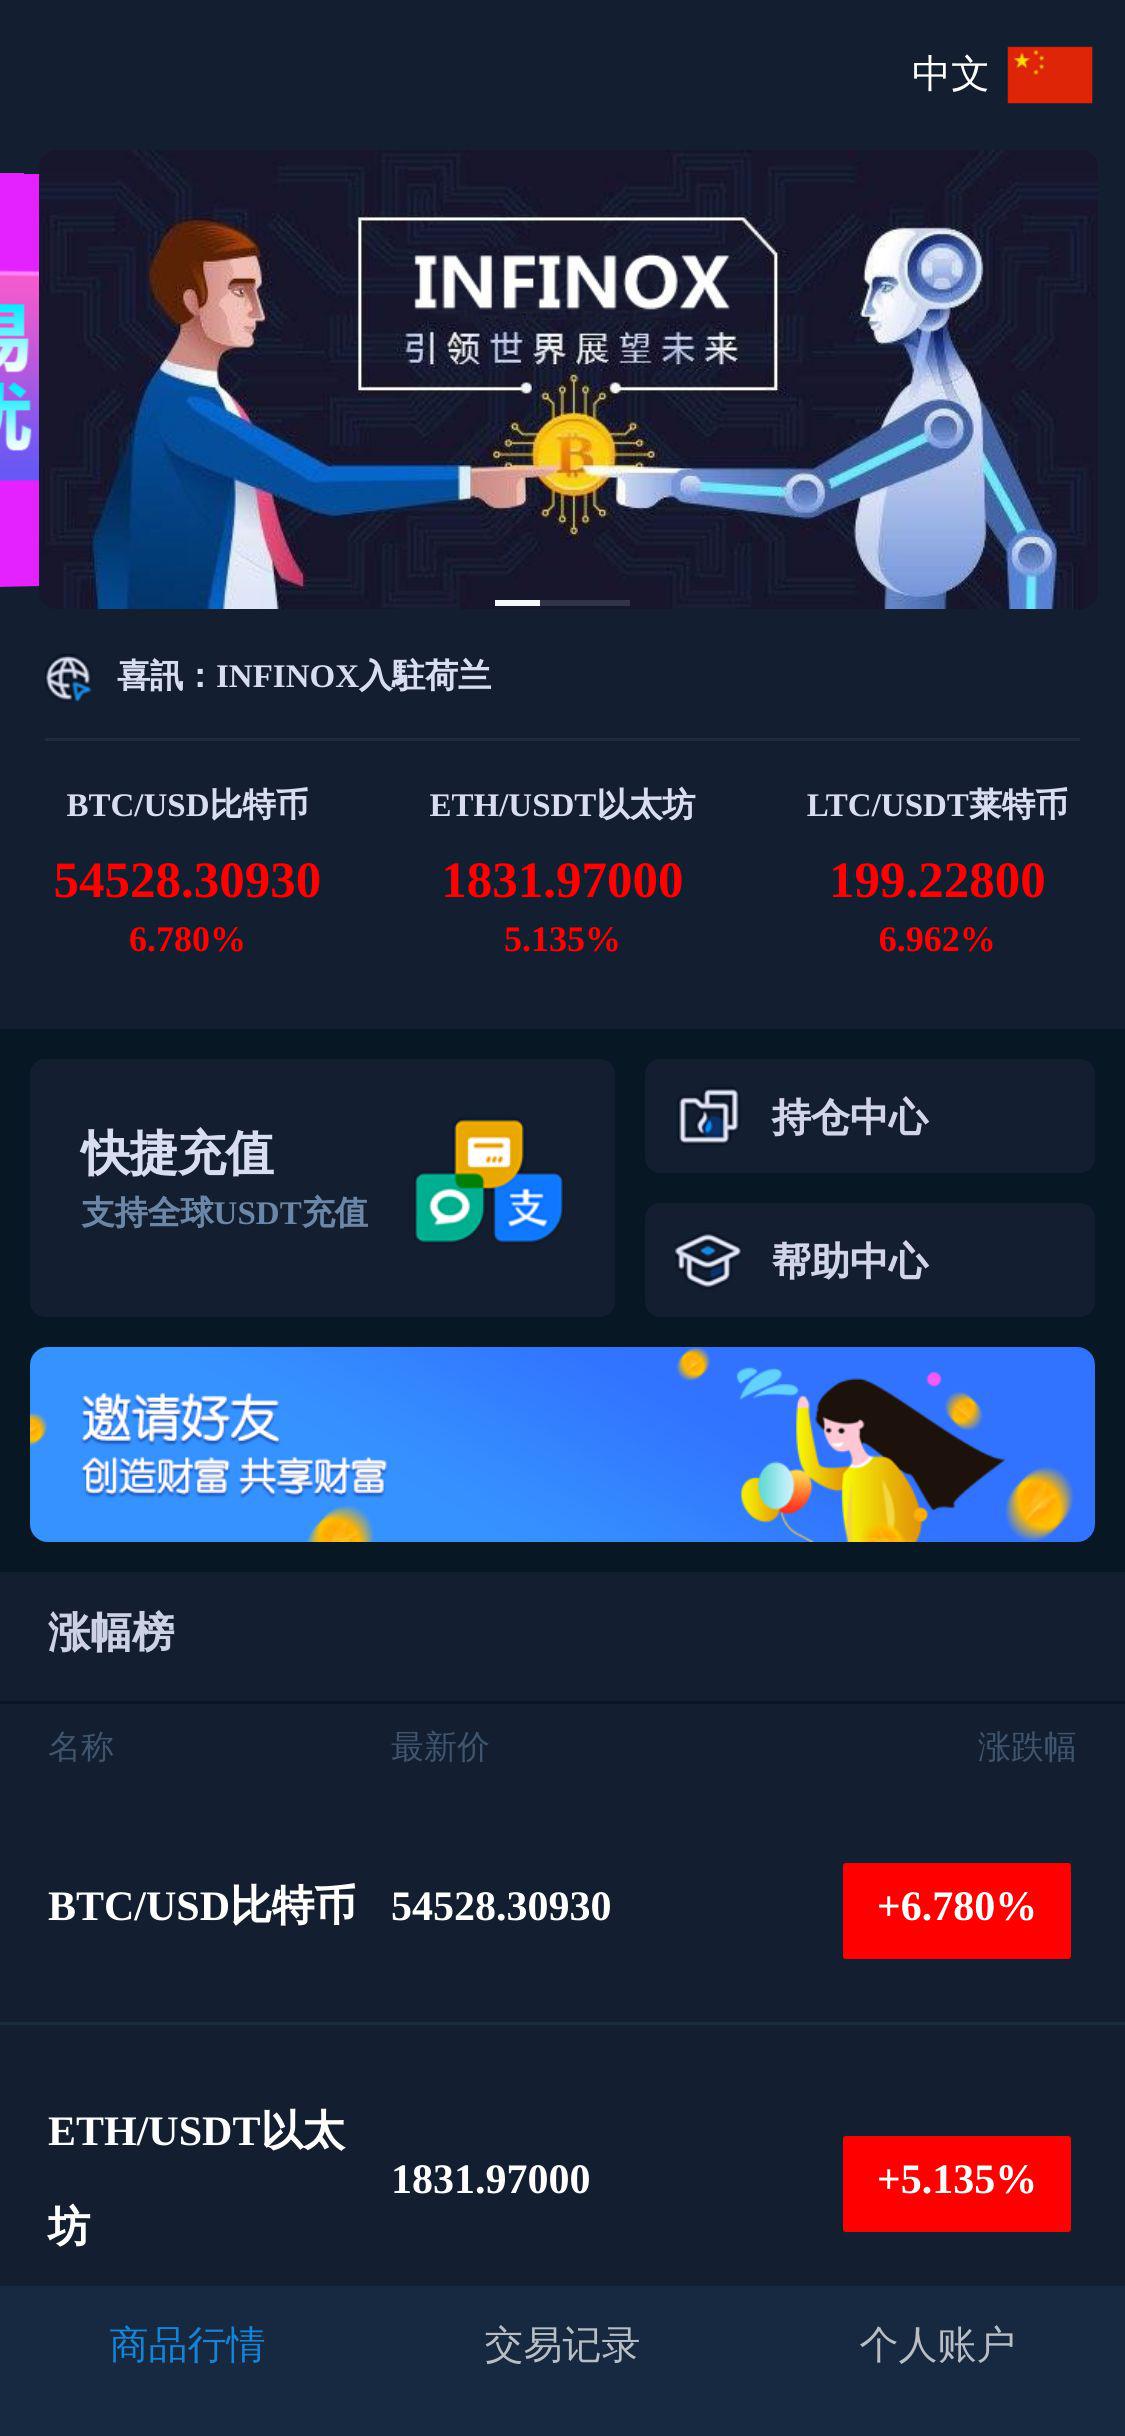 中文
易
扰
INFINOX
引领世界展望未来
喜訊：INFINOX入駐荷兰
BTC/USD比特币
ETH/USDT以太坊
LTC/USDT莱特币
54528.30930
1831.97000
199.22800
6.780%
5.135%
6.962%
快捷充值
支持全球USDT充值
支
持仓中心
帮助中心
邀请好友
创造财富 共享财富
涨幅榜
名称
最新价
涨跌幅
BTC/USD比特币
54528.30930
+6.780%
ETH/USDT以太
坊
1831.97000
+5.135%
商品行情
交易记录
个人账户